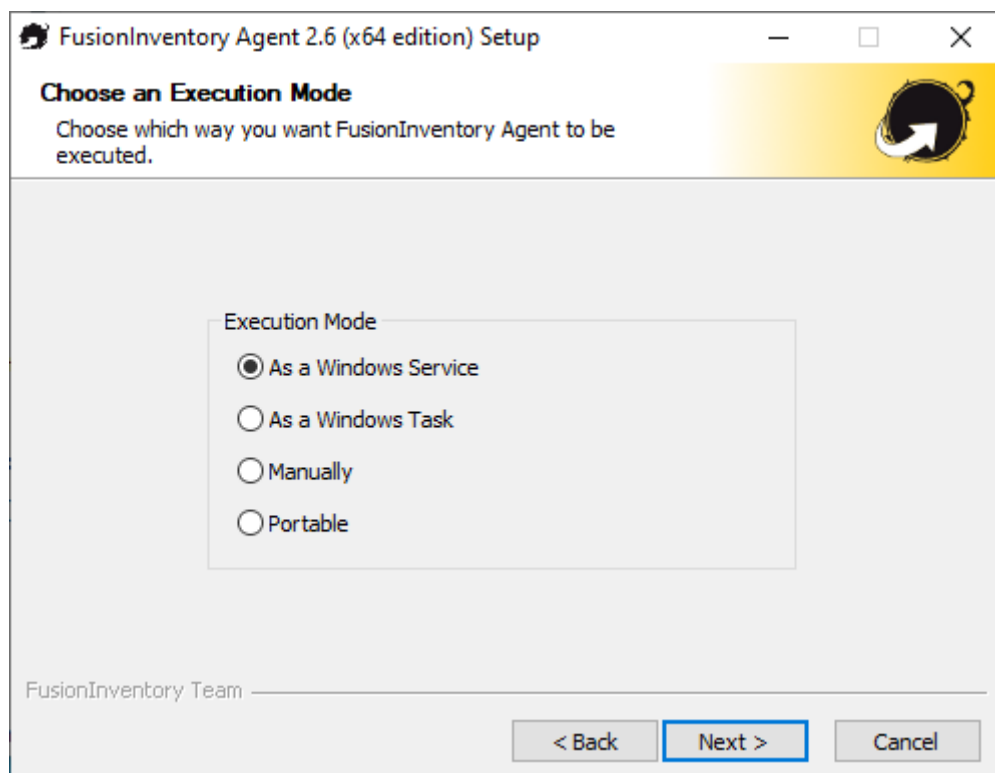 FusionInventory Agent 2.6 (x64 edition) Setup
Choose an Execution Mode
Choose which way you want FusionInventory Agent to be
executed.
Execution Mode
As a Windows Service
As a Windows Task
Manually
Portable
FusionInventory Team
< Back Next > Cancel